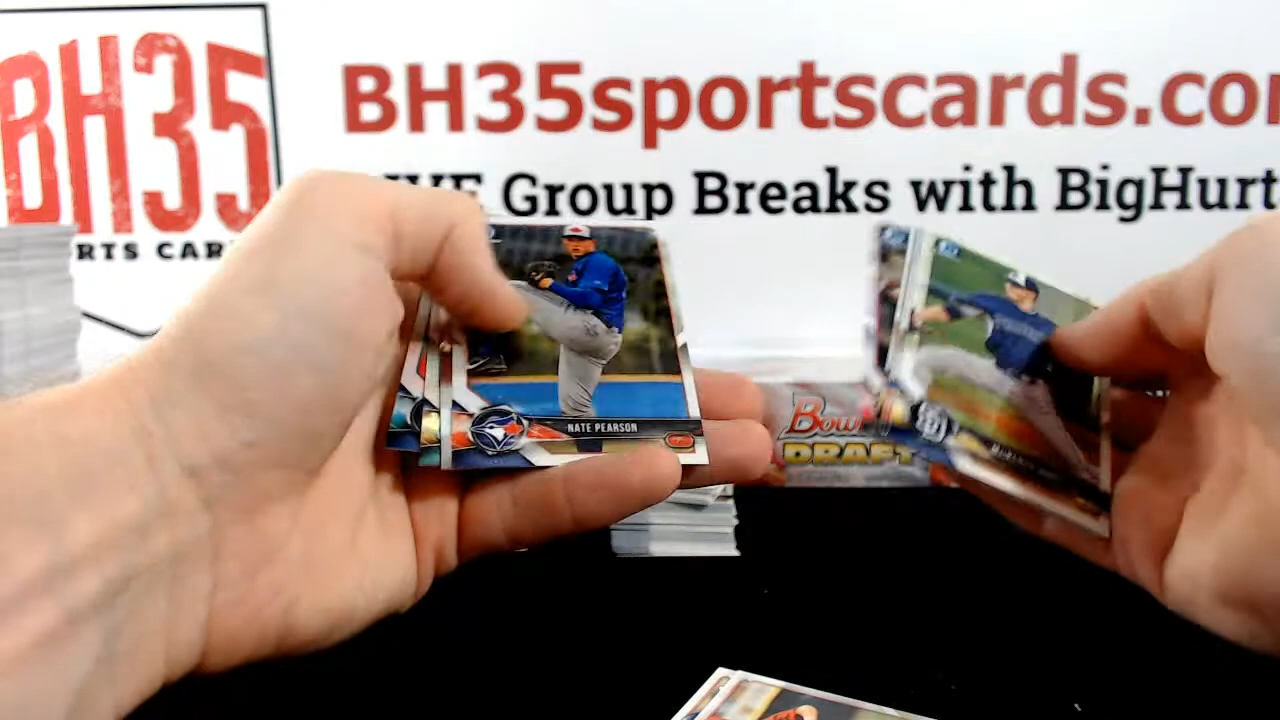 BH35
RTS CAR
BH35sportscards.co
Group Breaks with BigHurt
NATE PEARSON
Bow
DRAFT